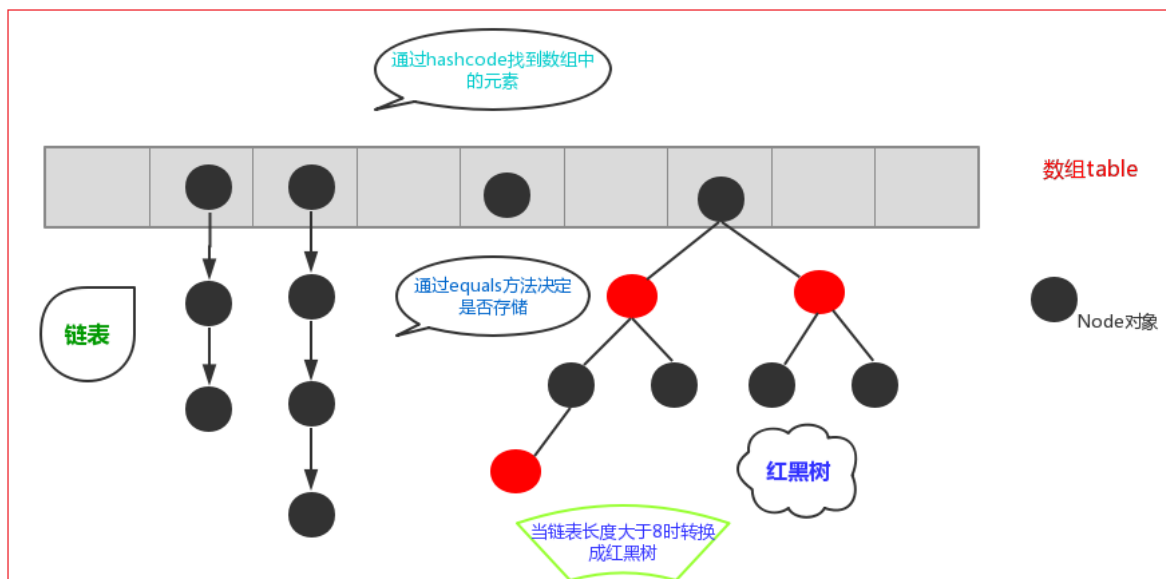 通过hashcode找到数组中
的元素
数组table
通过equals方法决定
是否存储
链表
Node对象
红黑树
当链表长度大于8时转换
成红黑树